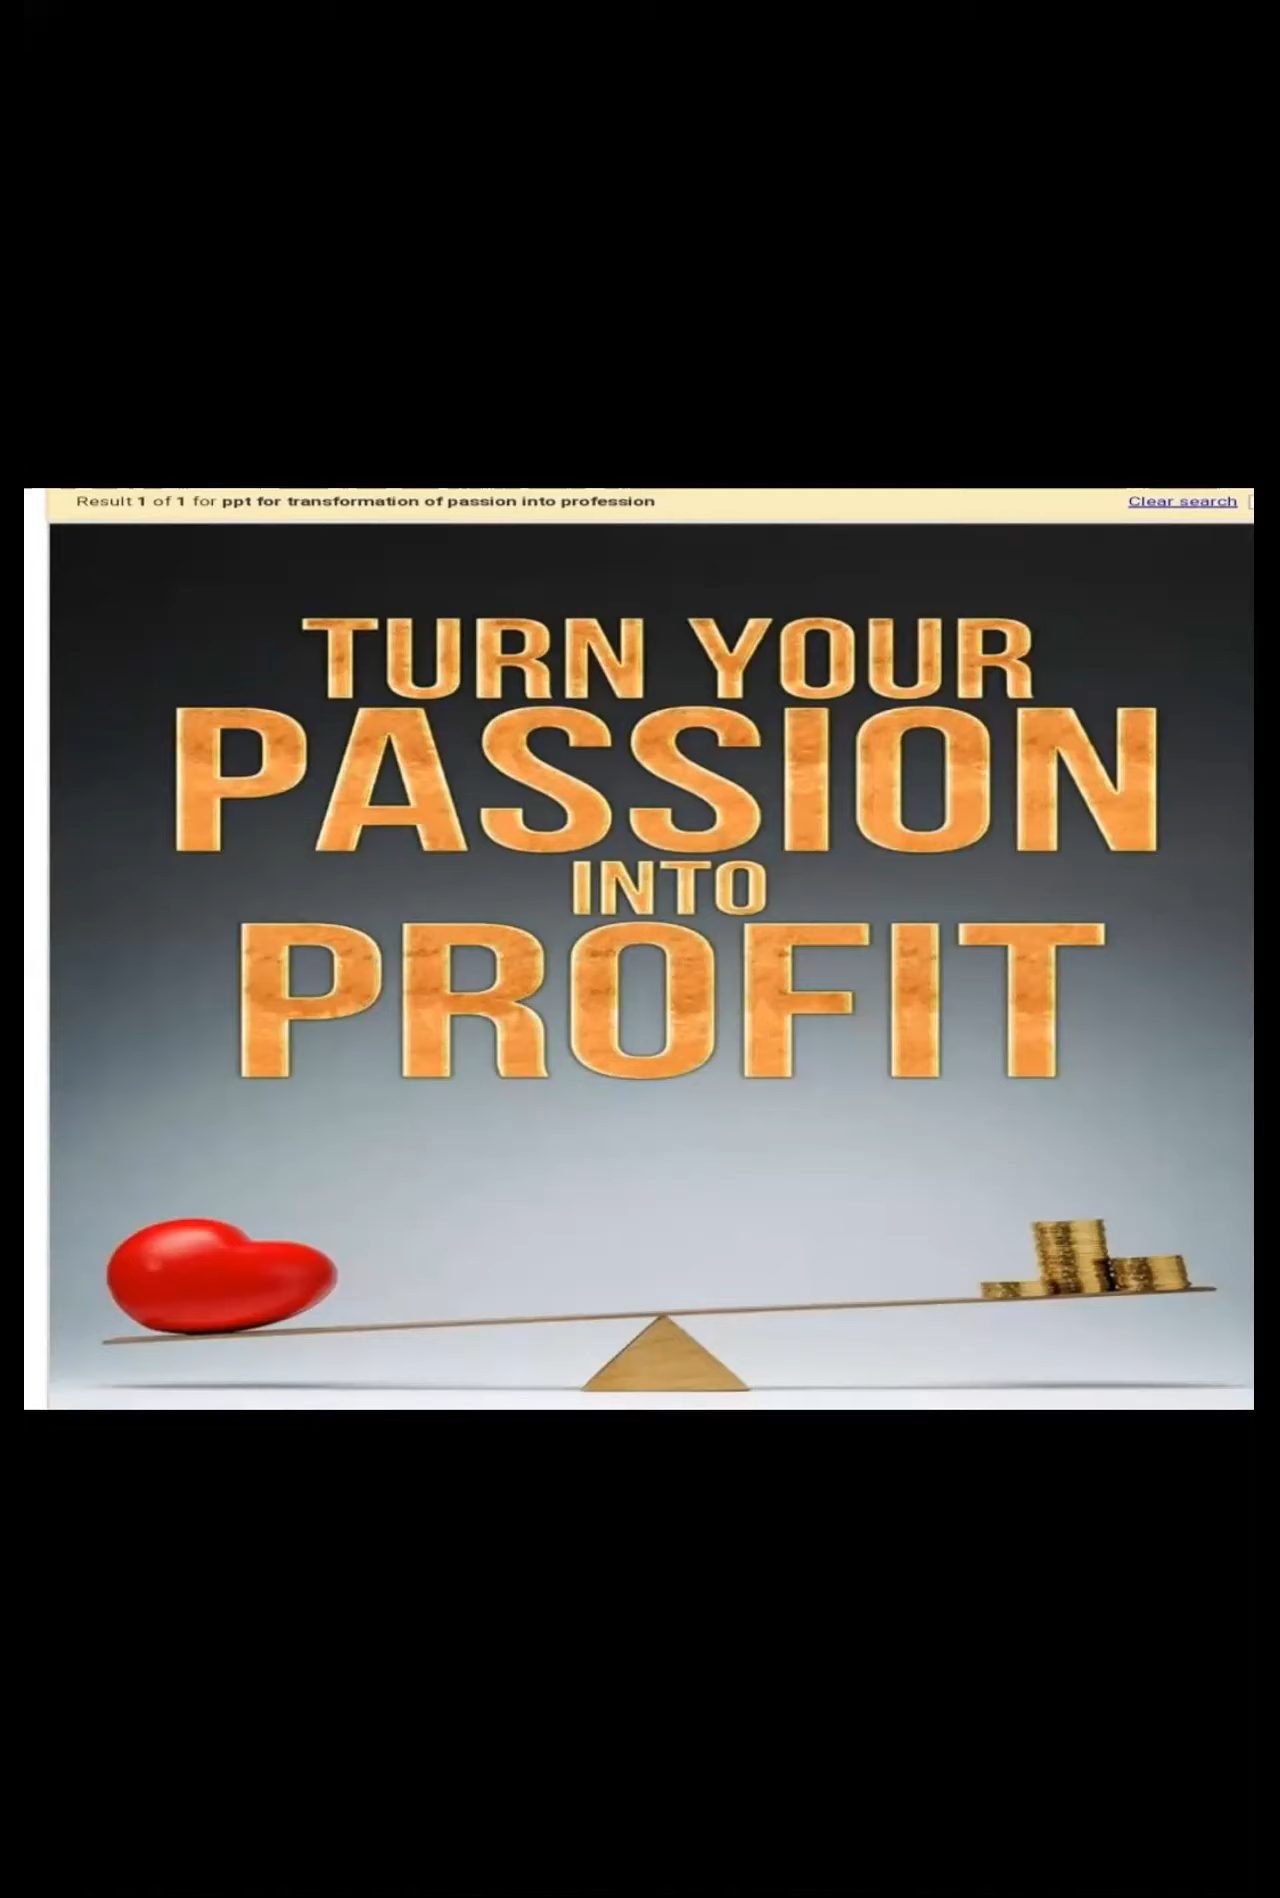 Result 1 of 1 for ppt for transformation of passion into profession Clear search
TURN YOUR
PASSION
INTO
PROFIT